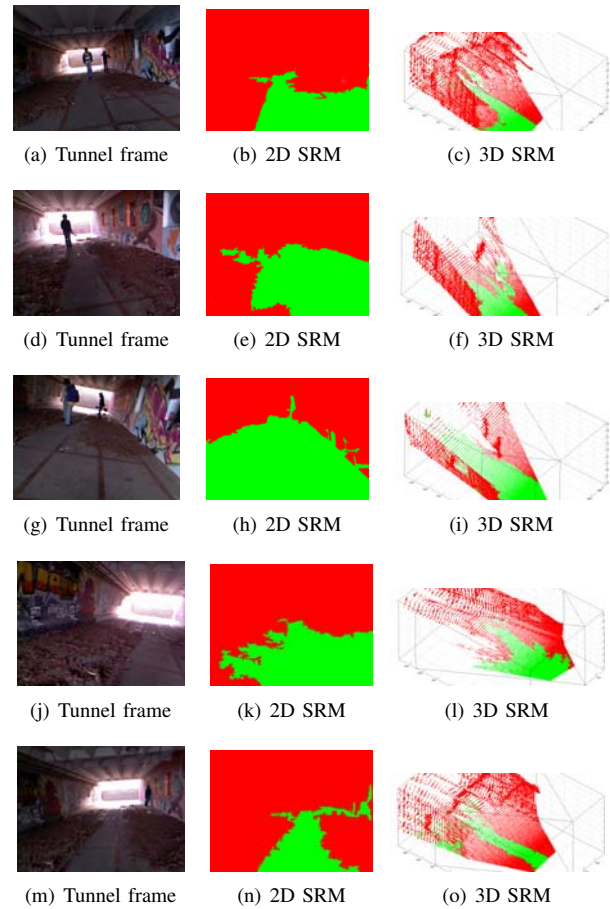 (a) Tunnel frame (b) 2D SRM (c) 3D SRM
(d) Tunnel frame (e) 2D SRM (f) 3D SRM
(g) Tunnel frame (h) 2D SRM (i) 3D SRM
(j) Tunnel frame (k) 2D SRM (l) 3D SRM
(m) Tunnel frame (n) 2D SRM (o) 3D SRM